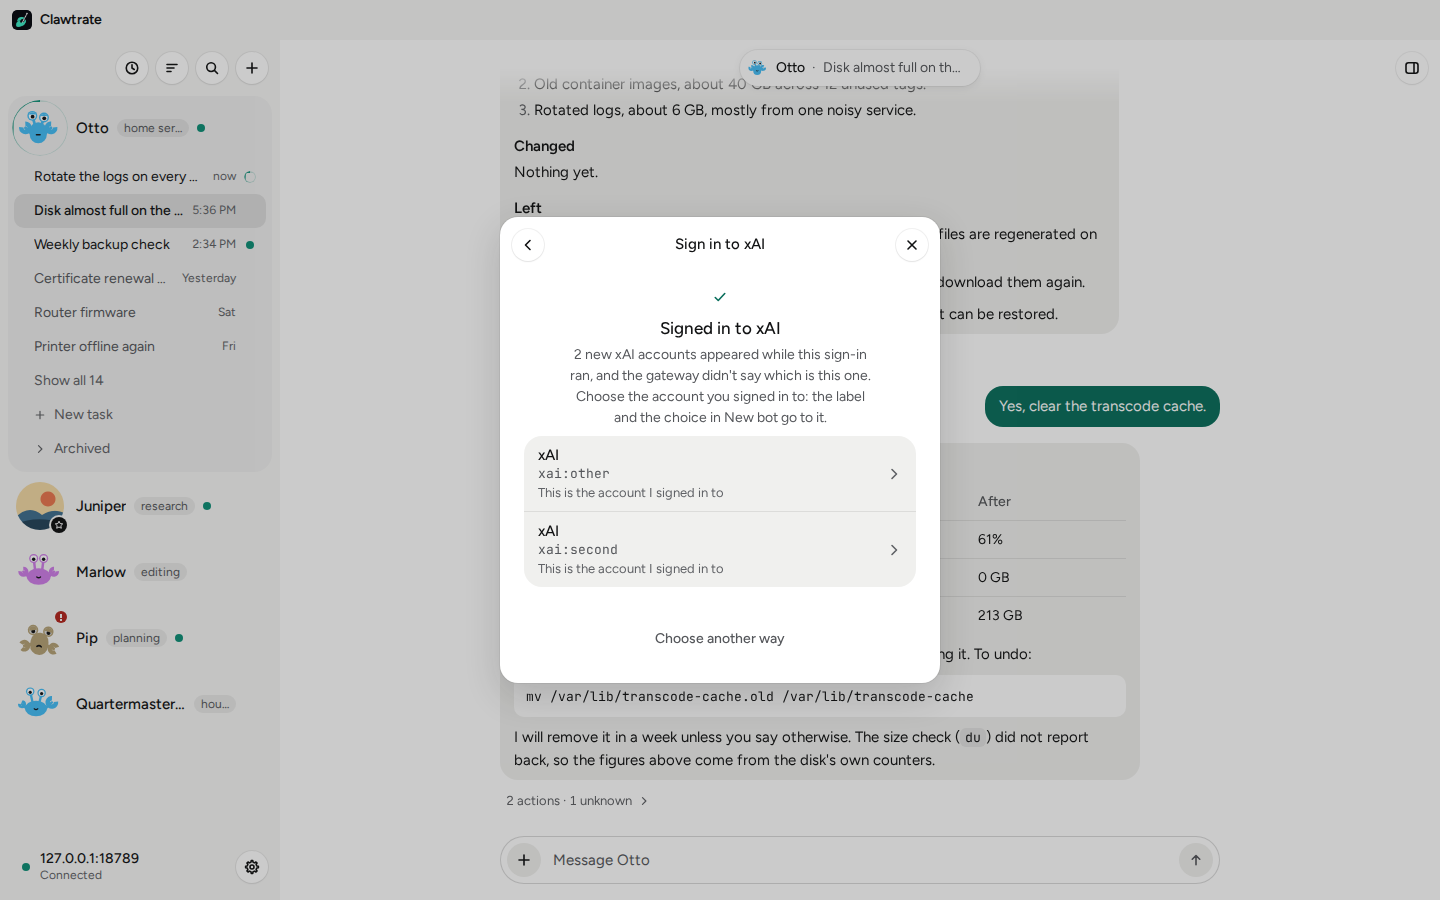 Clawtrate
Otto
home ser...
Rotate the logs on every ...
now
Disk almost full on the ...
5:36 PM
Weekly backup check
2:34 PM
Certificate renewal ...
Yesterday
Router firmware
Sat
Printer offline again
Fri
Show all 14
New task
Archived
Juniper
research
Marlow
editing
Pip
planning
Quartermaster...
hou...
127.0.0.1:18789
Connected
Otto · Disk almost full on th...
2. Old container images, about 40 GB across 12 unused tags.
3. Rotated logs, about 6 GB, mostly from one noisy service.
Changed
Nothing yet.
Left
files are regenerated on
download them again.
t can be restored.
Yes, clear the transcode cache.
After
61%
0 GB
213 GB
ng it. To undo:
mv /var/lib/transcode-cache.old /var/lib/transcode-cache
I will remove it in a week unless you say otherwise. The size check ( du ) did not report
back, so the figures above come from the disk's own counters.
2 actions · 1 unknown
Message Otto
Sign in to xAI
Signed in to xAI
2 new xAI accounts appeared while this sign-in
ran, and the gateway didn't say which is this one.
Choose the account you signed in to: the label
and the choice in New bot go to it.
xAI
xai:other
This is the account I signed in to
xAI
xai:second
This is the account I signed in to
Choose another way